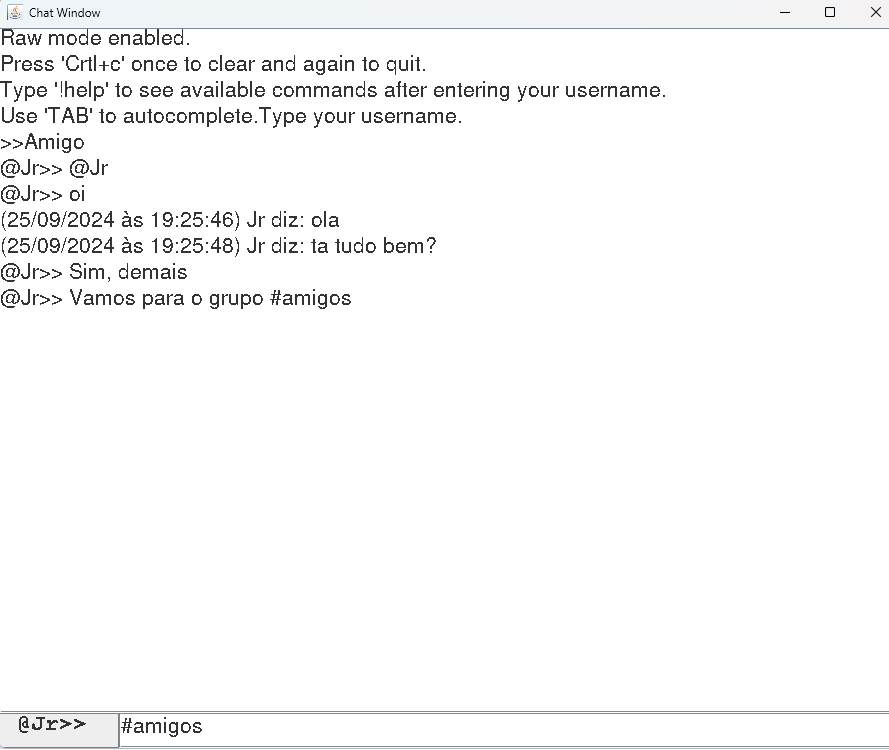 Chat Window
Raw mode enabled.
Press 'Crtl+c' once to clear and again to quit.
Type '!help' to see available commands after entering your username.
Use 'TAB' to autocomplete.Type your username.
>>Amigo
@Jr>> @Jr
@Jr>> oi
(25/09/2024 às 19:25:46) Jr diz: ola
(25/09/2024 às 19:25:48) Jr diz: ta tudo bem?
@Jr>> Sim, demais
@Jr>> Vamos para o grupo #amigos
@Jr>> #amigos